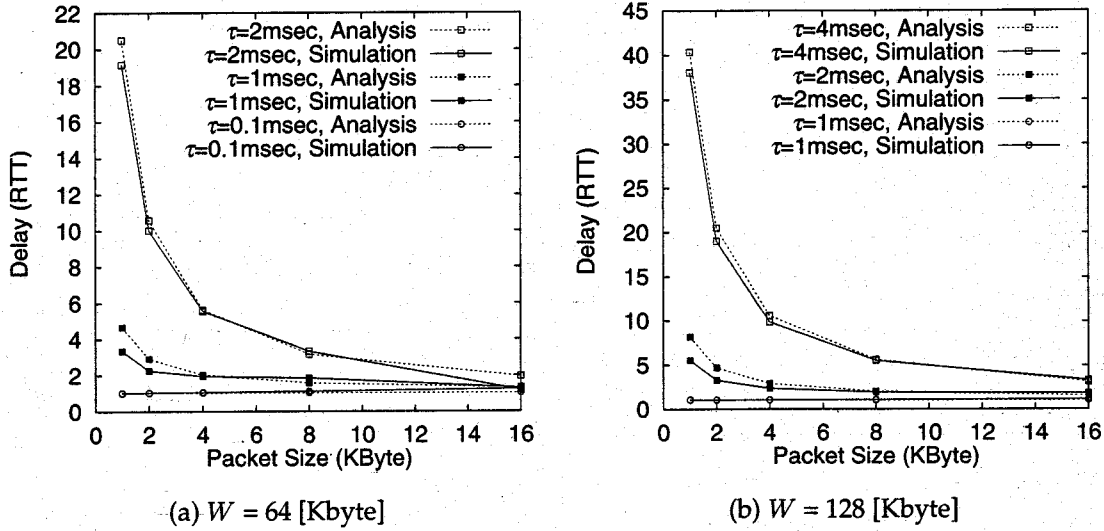 22
20
18
16
14
12
10
8
6
4
2
0
Delay (RTT)
τ=2msec, Analysis
τ=2msec, Simulation
τ=1msec, Analysis
τ=1msec, Simulation
τ=0.1msec, Analysis
τ=0.1msec, Simulation
0 2 4 6 8 10 12 14 16
Packet Size (KByte)
(a) W = 64 [Kbyte]
45
40
35
30
25
20
15
10
5
0
Delay (RTT)
τ=4msec, Analysis
τ=4msec, Simulation
τ=2msec, Analysis
τ=2msec, Simulation
τ=1msec, Analysis
τ=1msec, Simulation
0 2 4 6 8 10 12 14 16
Packet Size (KByte)
(b) W = 128 [Kbyte]